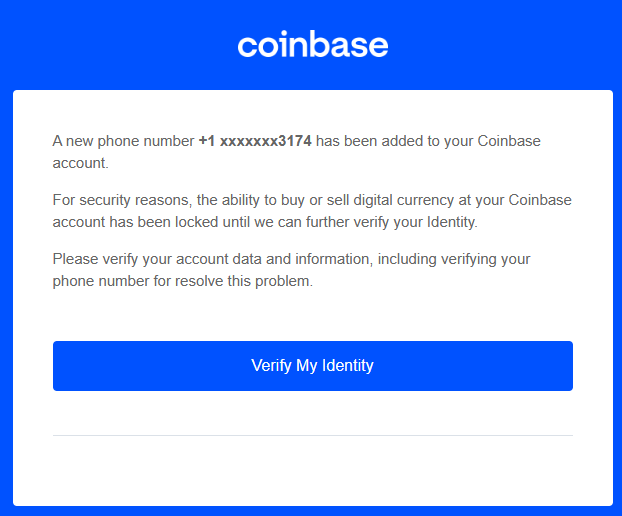 coinbase
A new phone number +1 xxxxxxx3174 has been added to your Coinbase
account.
For security reasons, the ability to buy or sell digital currency at your Coinbase
account has been locked until we can further verify your Identity.
Please verify your account data and information, including verifying your
phone number for resolve this problem.
Verify My Identity